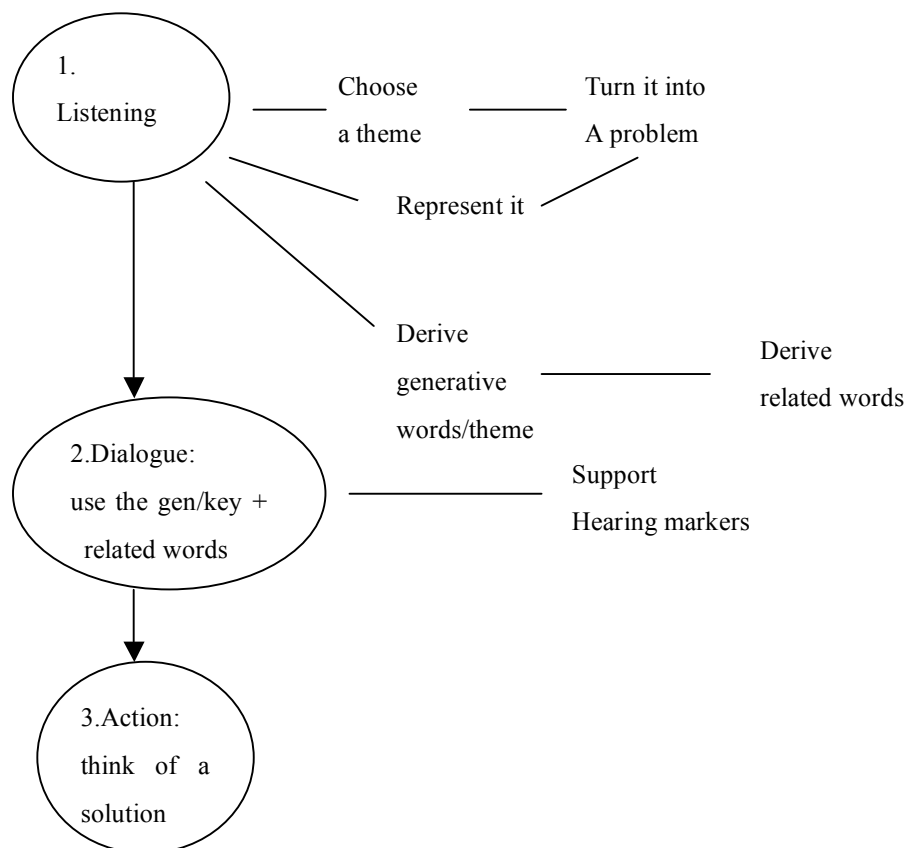 1.
Listening
Choose
a theme
Turn it into
A problem
Represent it
Derive
generative
words/theme
Derive
related words
2.Dialogue:
use the gen/key +
related words
Support
Hearing markers
3.Action:
think of a
solution